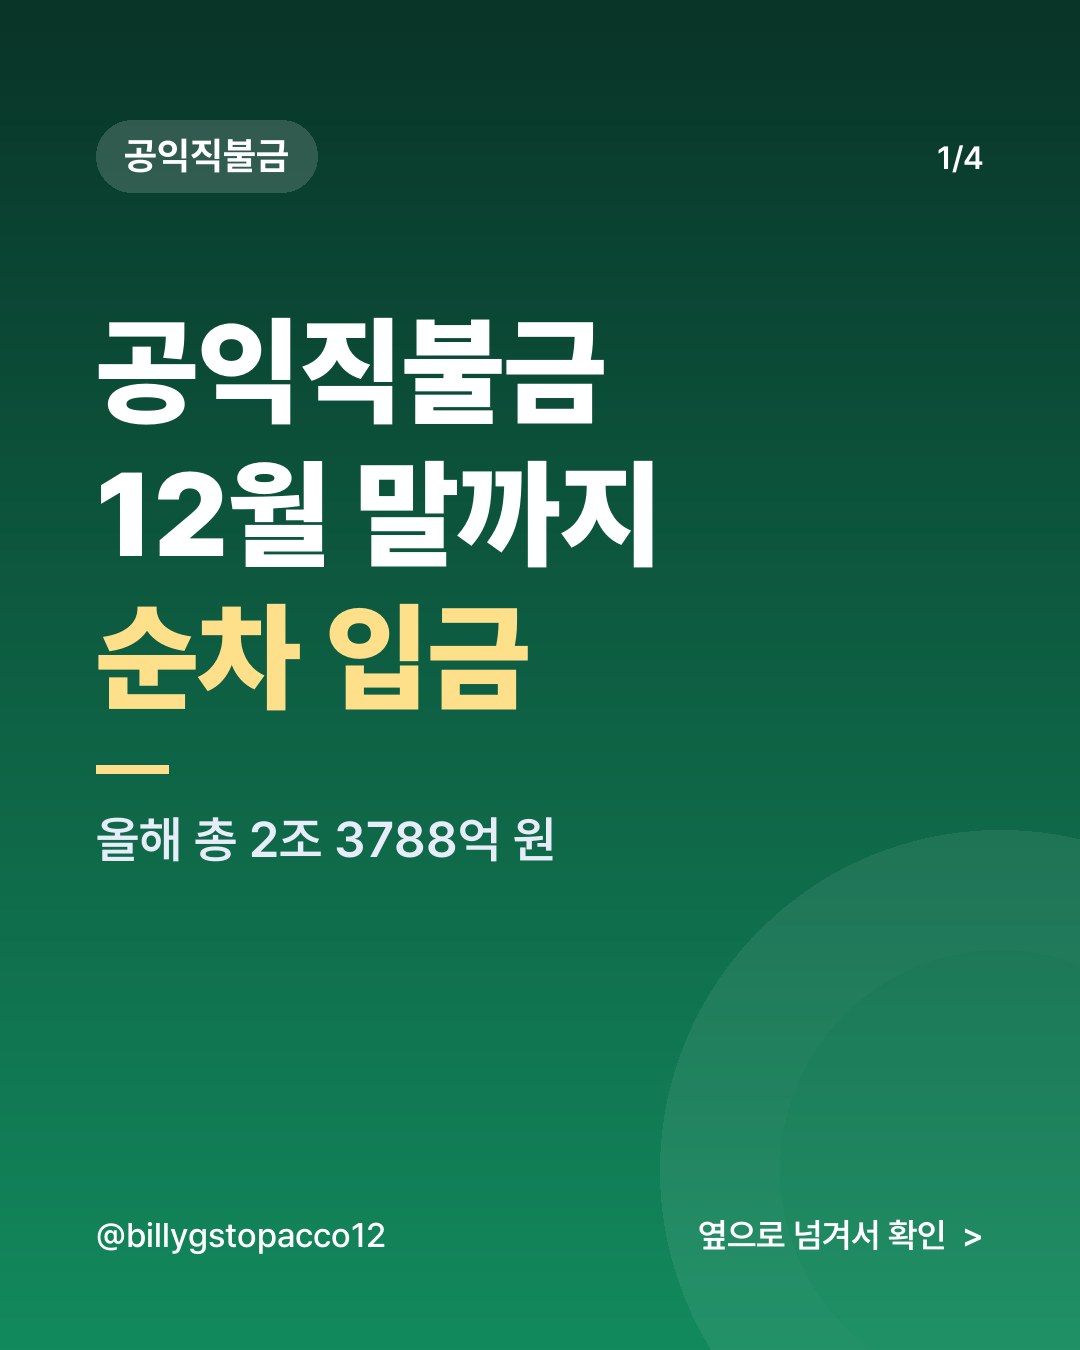 공익직불금
1/4
공익직불금
12월 말까지
순차 입금
올해 총 2조 3788억 원
@billygstopacco12
옆으로 넘겨서 확인 >